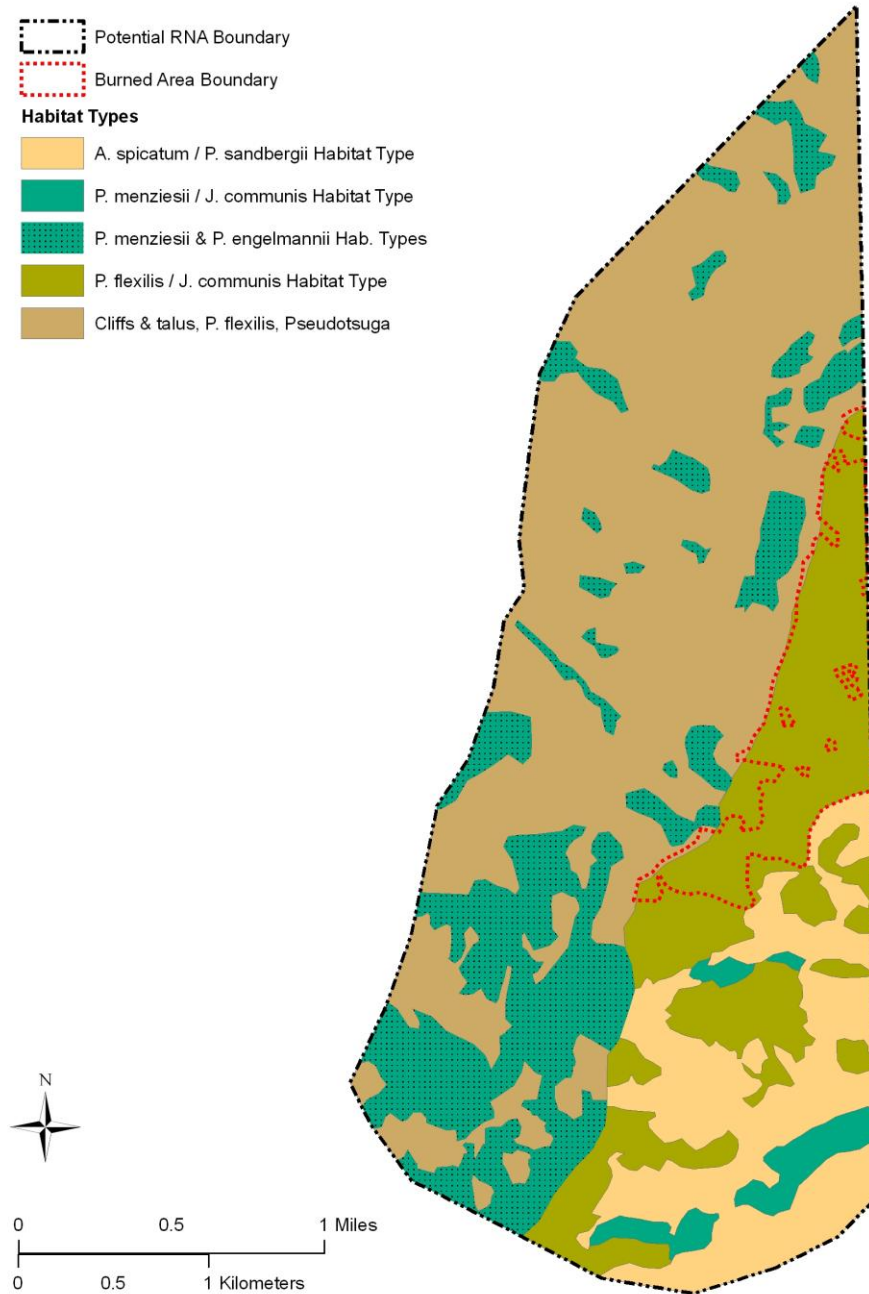 Potential RNA Boundary
Burned Area Boundary
Habitat Types
A. spicatum / P. sandbergii Habitat Type
P. menziesii / J. communis Habitat Type
P. menziesii & P. engelmannii Hab. Types
P. flexilis / J. communis Habitat Type
Cliffs & talus, P. flexilis, Pseudotsuga
N
0 0.5 1 Miles
0 0.5 1 Kilometers